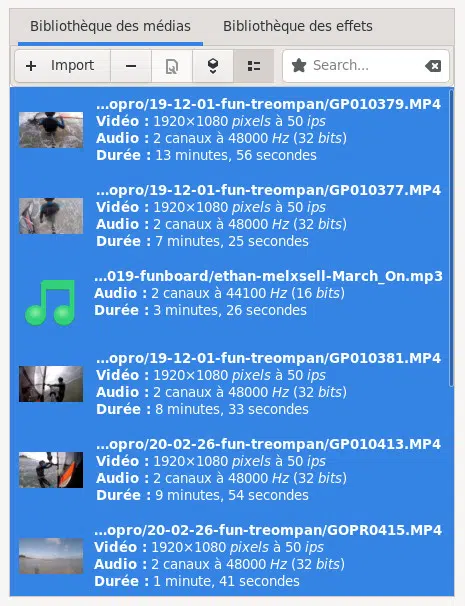 Bibliothèque des médias Bibliothèque des effets
+ Import − Search...
...opro/19-12-01-fun-treompan/GP010379.MP4
Vidéo : 1920×1080 pixels à 50 ips
Audio : 2 canaux à 48000 Hz (32 bits)
Durée : 13 minutes, 56 secondes
...opro/19-12-01-fun-treompan/GP010377.MP4
Vidéo : 1920×1080 pixels à 50 ips
Audio : 2 canaux à 48000 Hz (32 bits)
Durée : 7 minutes, 25 secondes
...019-funboard/ethan-melxsell-March_On.mp3
Audio : 2 canaux à 44100 Hz (16 bits)
Durée : 3 minutes, 26 secondes
...opro/19-12-01-fun-treompan/GP010381.MP4
Vidéo : 1920×1080 pixels à 50 ips
Audio : 2 canaux à 48000 Hz (32 bits)
Durée : 8 minutes, 33 secondes
...opro/20-02-26-fun-treompan/GP010413.MP4
Vidéo : 1920×1080 pixels à 50 ips
Audio : 2 canaux à 48000 Hz (32 bits)
Durée : 9 minutes, 54 secondes
...opro/20-02-26-fun-treompan/GOPR0415.MP4
Vidéo : 1920×1080 pixels à 50 ips
Audio : 2 canaux à 48000 Hz (32 bits)
Durée : 1 minute, 41 secondes